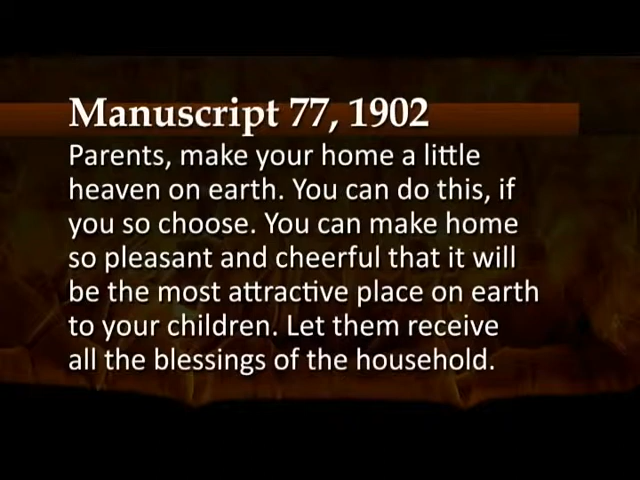 Manuscript 77, 1902
Parents, make your home a little
heaven on earth. You can do this, if
you so choose. You can make home
so pleasant and cheerful that it will
be the most attractive place on earth
to your children. Let them receive
all the blessings of the household.